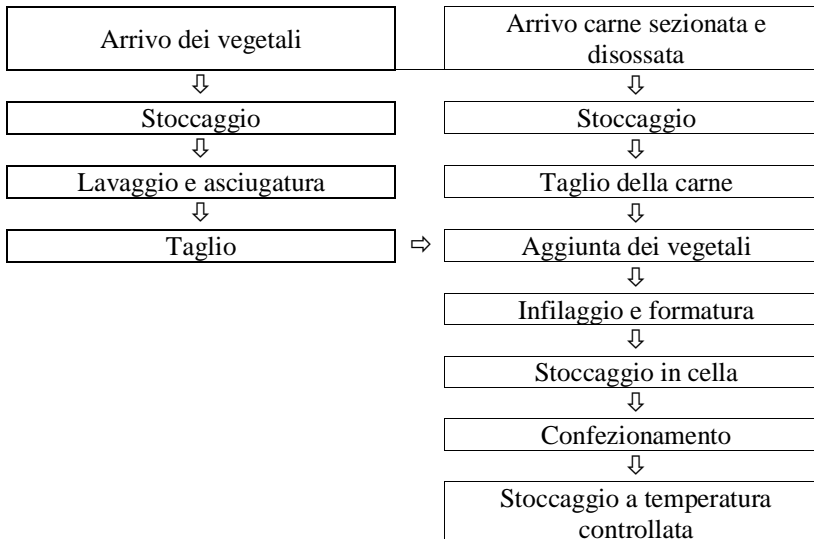 Arrivo dei vegetali
Stoccaggio
Lavaggio e asciugatura
Taglio
Arrivo carne sezionata e
disossata
Stoccaggio
Taglio della carne
Aggiunta dei vegetali
Infilaggio e formatura
Stoccaggio in cella
Confezionamento
Stoccaggio a temperatura
controllata